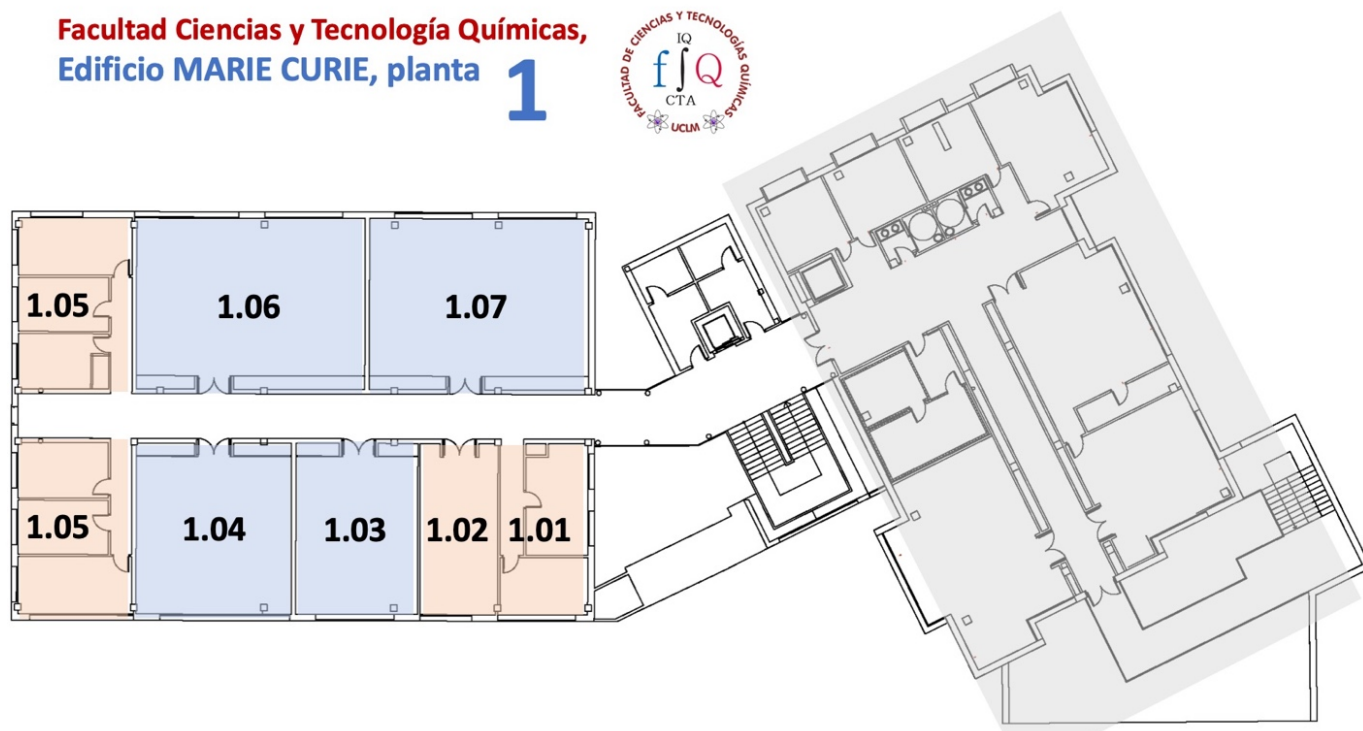 Facultad Ciencias y Tecnología Químicas,
Edificio MARIE CURIE, planta 1
FACULTAD DE CIENCIAS Y TECNOLOGÍAS QUÍMICAS
IQ
f∫Q
CTA
UCLM
1.05
1.06
1.07
1.05
1.04
1.03
1.02
1.01